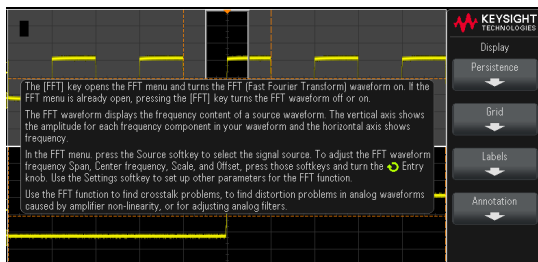 KEYSIGHT
TECHNOLOGIES
Display
Persistence
Grid
Labels
Annotation
The [FFT] key opens the FFT menu and turns the FFT (Fast Fourier Transform) waveform on. If the
FFT menu is already open, pressing the [FFT] key turns the FFT waveform off or on.
The FFT waveform displays the frequency content of a source waveform. The vertical axis shows
the amplitude for each frequency component in your waveform and the horizontal axis shows
frequency.
In the FFT menu, press the Source softkey to select the signal source. To adjust the FFT waveform
frequency Span, Center frequency, Scale, and Offset, press those softkeys and turn the Entry
knob. Use the Settings softkey to set up other parameters for the FFT function.
Use the FFT function to find crosstalk problems, to find distortion problems in analog waveforms
caused by amplifier non-linearity, or for adjusting analog filters.